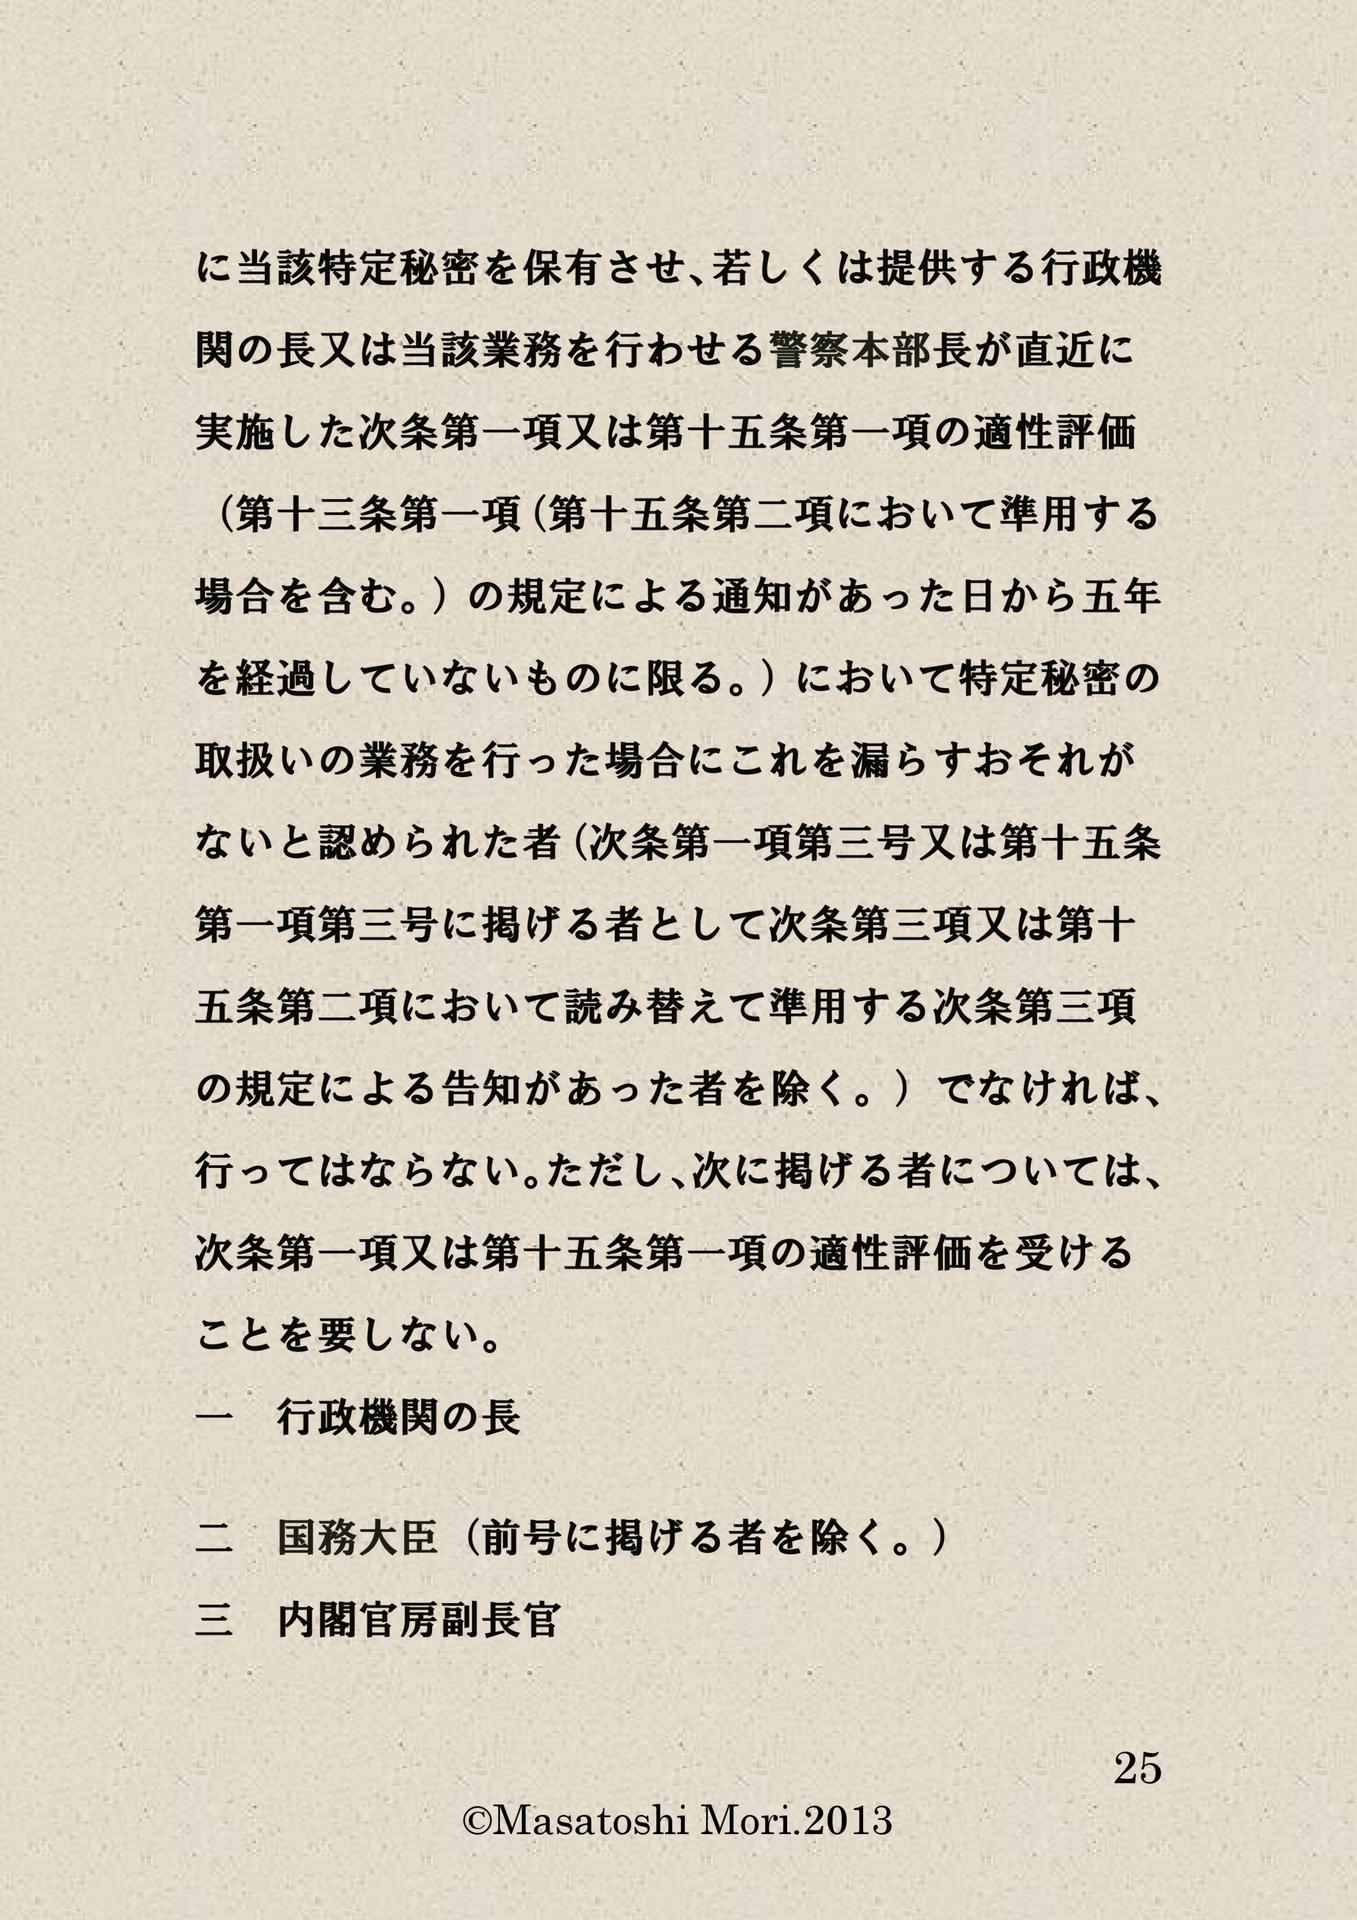 に当該特定秘密を保有させ、若しくは提供する行政機
関の長又は当該業務を行わせる警察本部長が直近に
実施した次条第一項又は第十五条第一項の適性評価
（第十三条第一項（第十五条第二項において準用する
場合を含む。）の規定による通知があった日から五年
を経過していないものに限る。）において特定秘密の
取扱いの業務を行った場合にこれを漏らすおそれが
ないと認められた者（次条第一項第三号又は第十五条
第一項第三号に掲げる者として次条第三項又は第十
五条第二項において読み替えて準用する次条第三項
の規定による告知があった者を除く。）でなければ、
行ってはならない。ただし、次に掲げる者については、
次条第一項又は第十五条第一項の適性評価を受ける
ことを要しない。
一　行政機関の長
二　国務大臣（前号に掲げる者を除く。）
三　内閣官房副長官
25
©Masatoshi Mori.2013